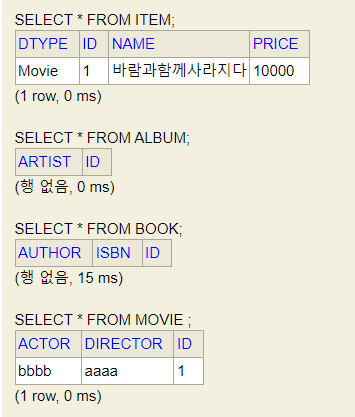 SELECT * FROM ITEM;
DTYPE ID NAME PRICE
Movie 1 바람과함께사라지다 10000
(1 row, 0 ms)
SELECT * FROM ALBUM;
ARTIST ID
(행 없음, 0 ms)
SELECT * FROM BOOK;
AUTHOR ISBN ID
(행 없음, 15 ms)
SELECT * FROM MOVIE ;
ACTOR DIRECTOR ID
bbbb aaaa 1
(1 row, 0 ms)